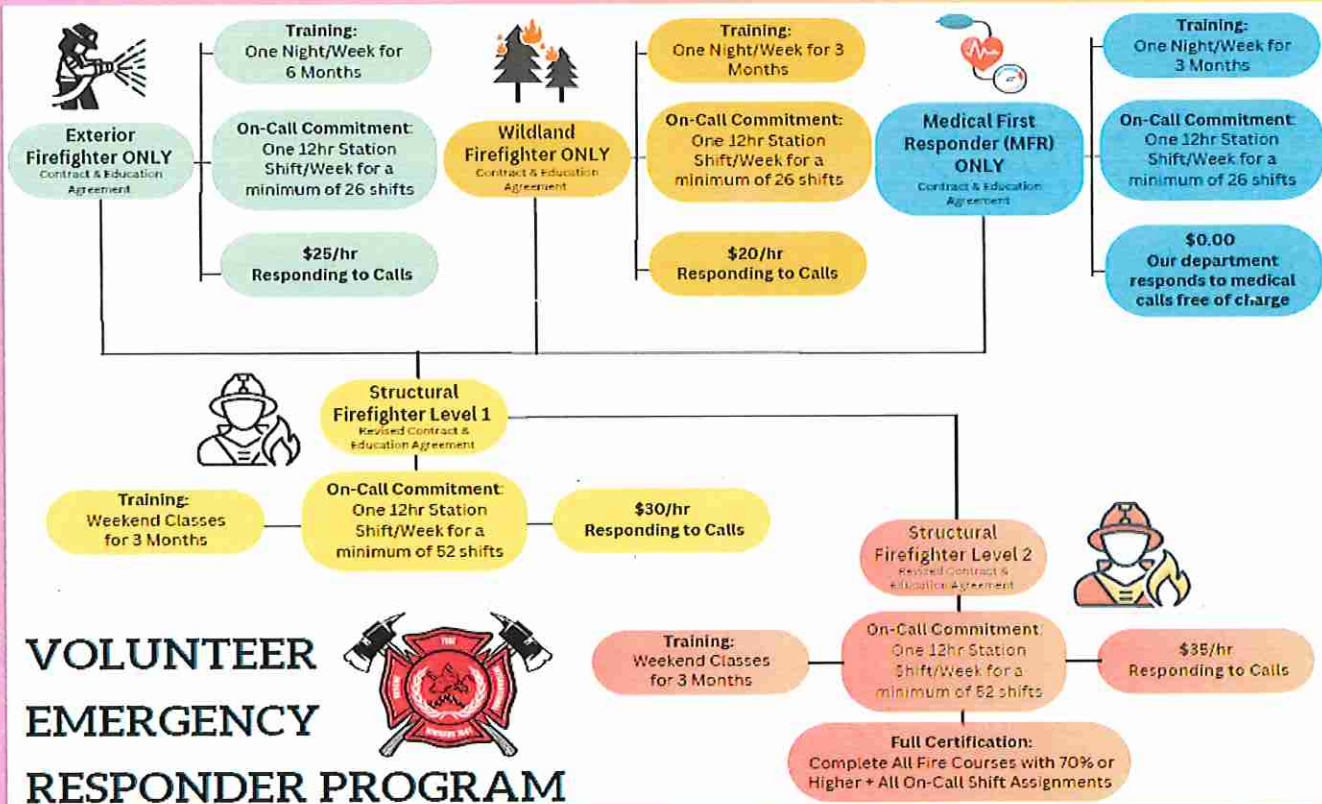 Training:
One Night/Week for
6 Months
Exterior
Firefighter ONLY
Contract & Education
Agreement
On-Call Commitment:
One 12hr Station
Shift/Week for a
minimum of 26 shifts
$25/hr
Responding to Calls
Training:
One Night/Week for 3
Months
Wildland
Firefighter ONLY
Contract & Education
Agreement
On-Call Commitment:
One 12hr Station
Shift/Week for a
minimum of 26 shifts
$20/hr
Responding to Calls
Training:
One Night/Week for
3 Months
Medical First
Responder (MFR)
ONLY
Contract & Education
Agreement
On-Call Commitment:
One 12hr Station
Shift/Week for a
minimum of 26 shifts
$0.00
Our department
responds to medical
calls free of charge
Structural
Firefighter Level 1
Revised Contract &
Education Agreement
Training:
Weekend Classes
for 3 Months
On-Call Commitment:
One 12hr Station
Shift/Week for a
minimum of 52 shifts
$30/hr
Responding to Calls
Structural
Firefighter Level 2
Revised Contract &
Education Agreement
Training:
Weekend Classes
for 3 Months
On-Call Commitment:
One 12hr Station
Shift/Week for a
minimum of 52 shifts
$35/hr
Responding to Calls
Full Certification:
Complete All Fire Courses with 70% or
Higher + All On-Call Shift Assignments
VOLUNTEER
EMERGENCY
RESPONDER PROGRAM
FIRE